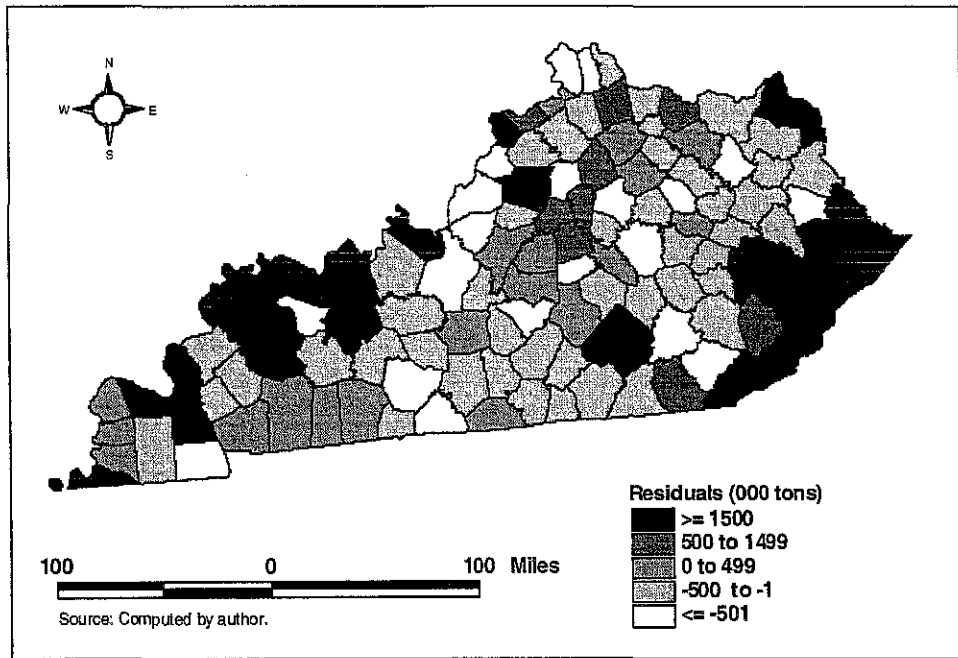 N
W E
S
Residuals (000 tons)
>= 1500
500 to 1499
0 to 499
-500 to -1
<= -501
100 0 100 Miles
Source: Computed by author.